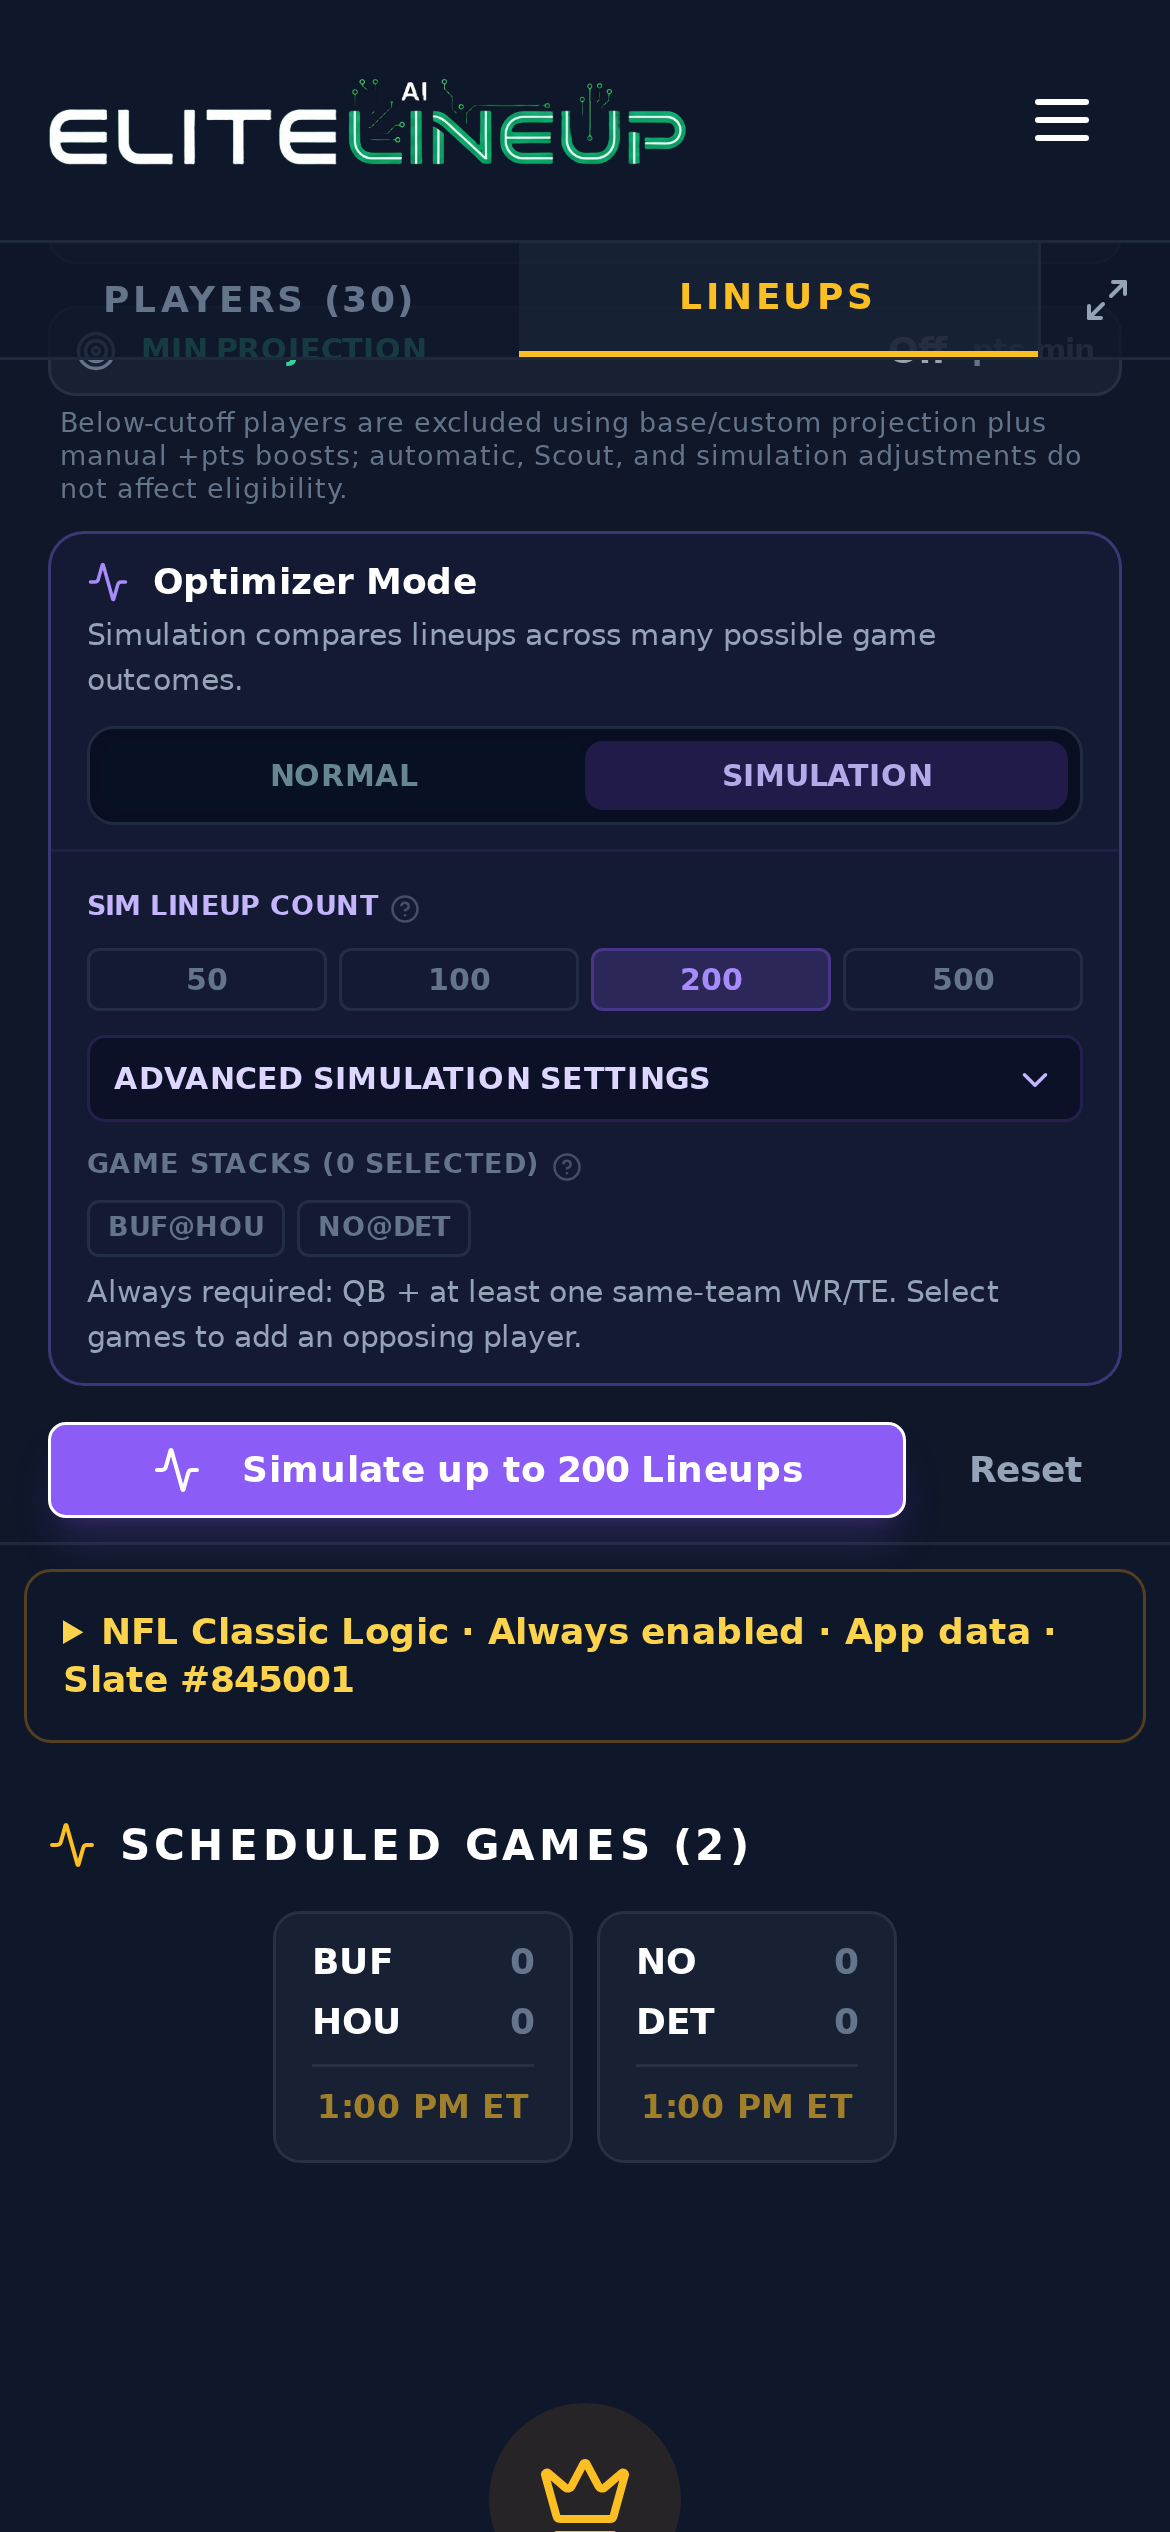 AI
ELITELINEUP
PLAYERS (30)
LINEUPS
MIN PROJECTION
Off pts min
Below-cutoff players are excluded using base/custom projection plus
manual +pts boosts; automatic, Scout, and simulation adjustments do
not affect eligibility.
Optimizer Mode
Simulation compares lineups across many possible game
outcomes.
NORMAL
SIMULATION
SIM LINEUP COUNT
50
100
200
500
ADVANCED SIMULATION SETTINGS
GAME STACKS (0 SELECTED)
BUF@HOU
NO@DET
Always required: QB + at least one same-team WR/TE. Select
games to add an opposing player.
Simulate up to 200 Lineups
Reset
NFL Classic Logic · Always enabled · App data ·
Slate #845001
SCHEDULED GAMES (2)
BUF 0
HOU 0
1:00 PM ET
NO 0
DET 0
1:00 PM ET